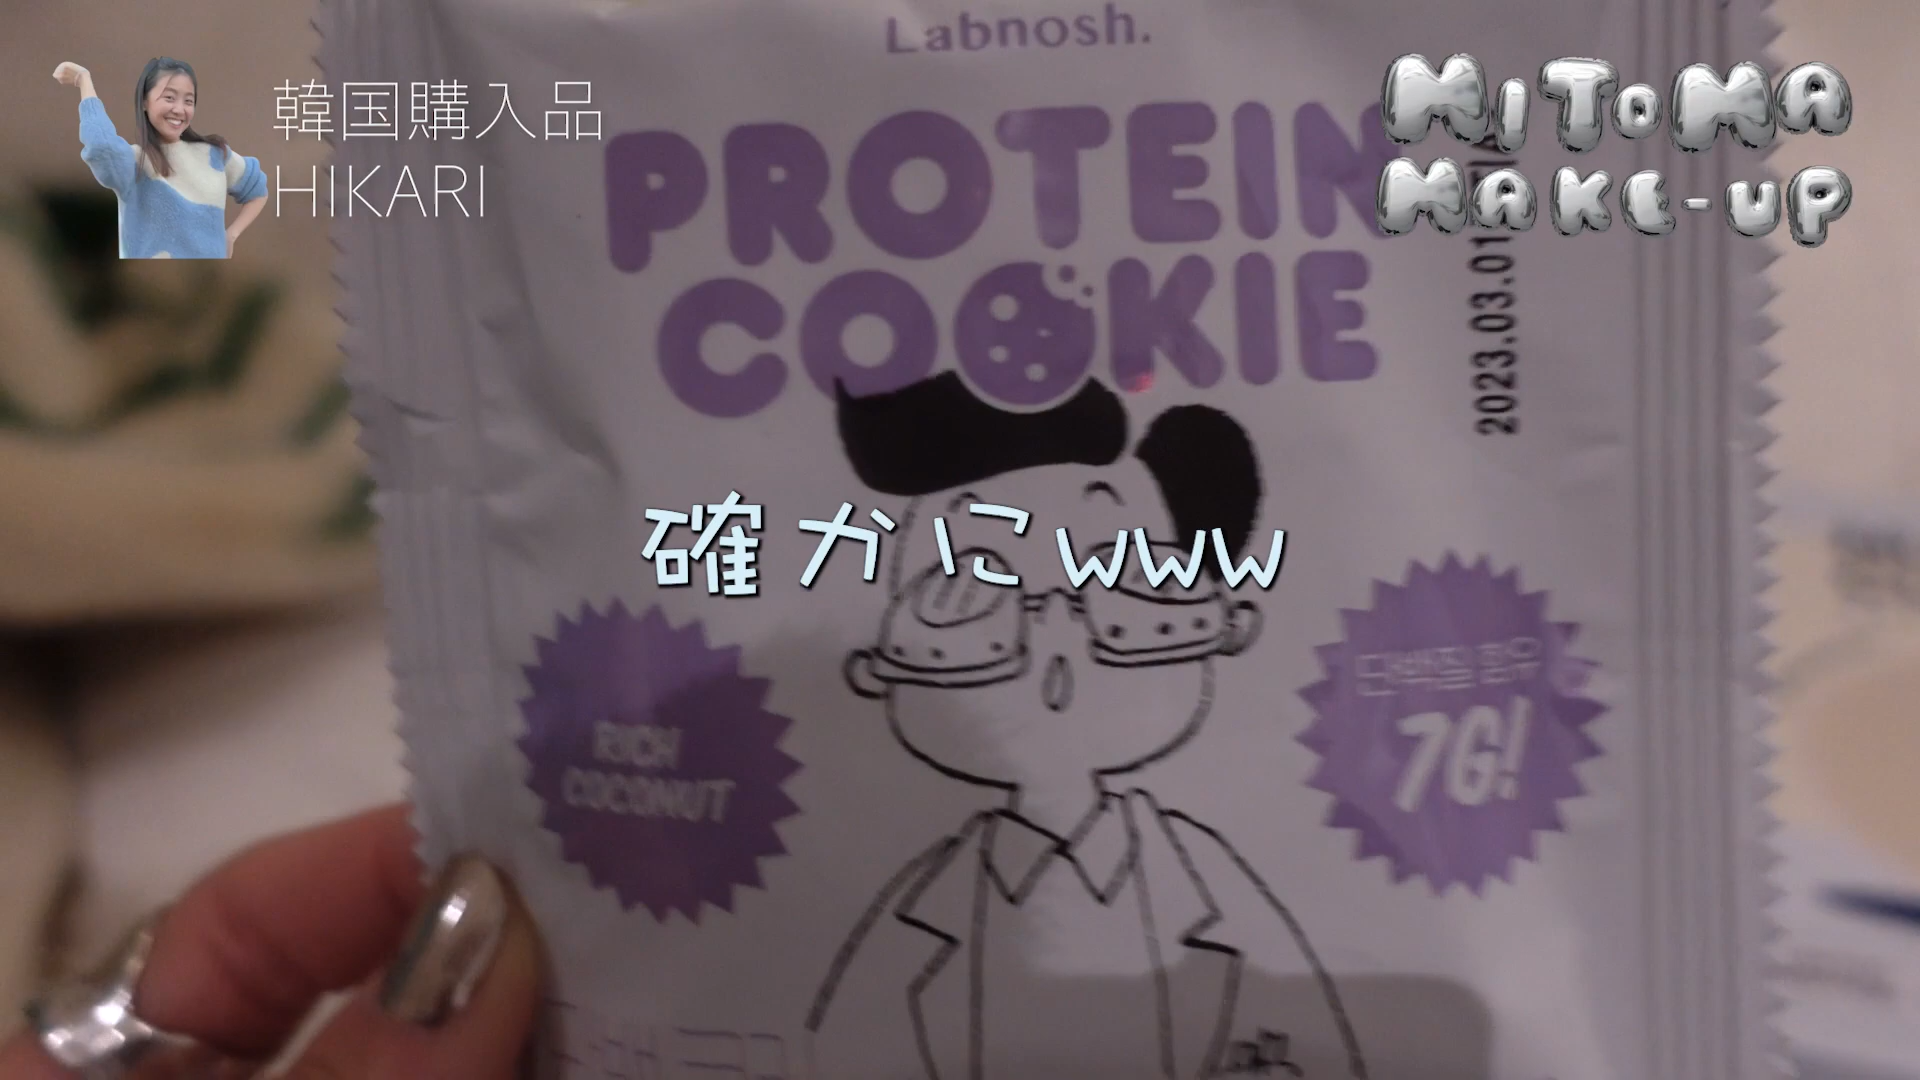 Labnosh.
韓国購入品
HIKARI
MiToMA
MAKE-UP
PROTEIN
COOKIE
2023.03.01
確かにwww
RICH
COCONUT
단백질 함유
7G!